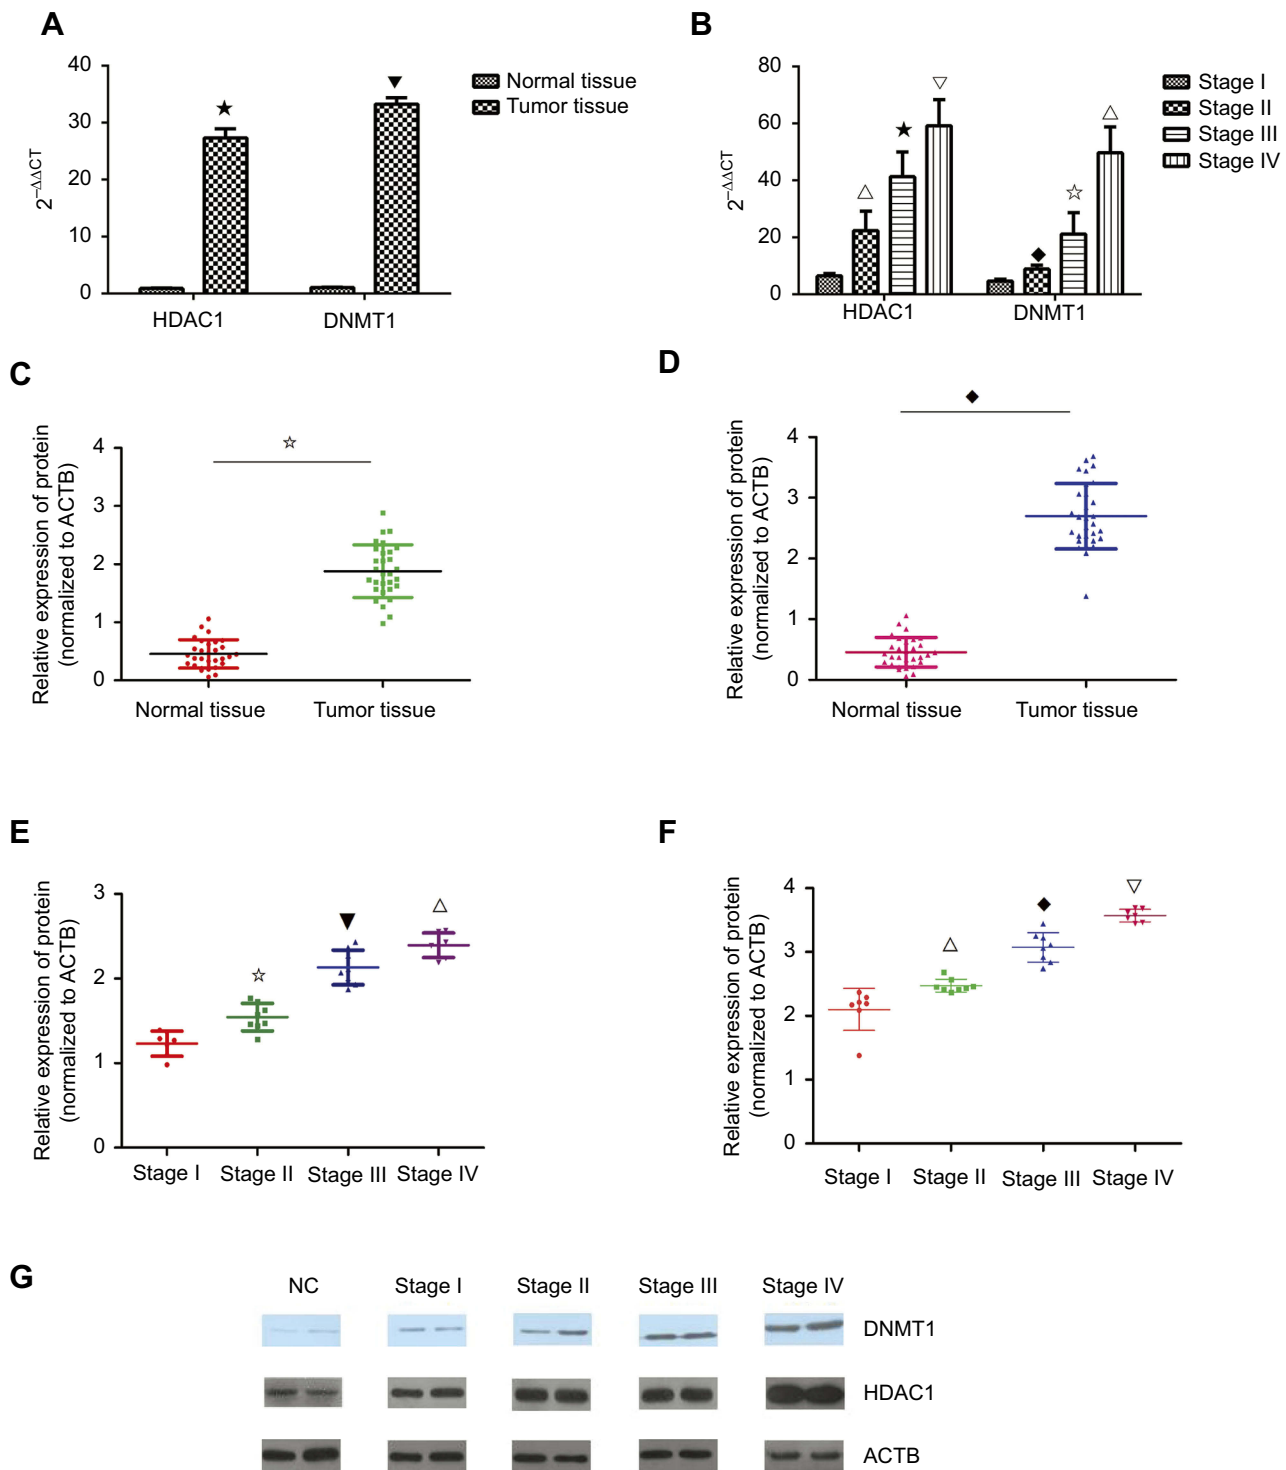 A
40
30
20
10
0
2−ΔΔCT
HDAC1
DNMT1
Normal tissue
Tumor tissue
B
80
60
40
20
0
2−ΔΔCT
HDAC1
DNMT1
Stage I
Stage II
Stage III
Stage IV
C
Relative expression of protein
(normalized to ACTB)
4
3
2
1
0
Normal tissue
Tumor tissue
D
Relative expression of protein
(normalized to ACTB)
4
3
2
1
0
Normal tissue
Tumor tissue
E
Relative expression of protein
(normalized to ACTB)
3
2
1
0
Stage I
Stage II
Stage III
Stage IV
F
Relative expression of protein
(normalized to ACTB)
4
3
2
1
0
Stage I
Stage II
Stage III
Stage IV
G
NC
Stage I
Stage II
Stage III
Stage IV
DNMT1
HDAC1
ACTB